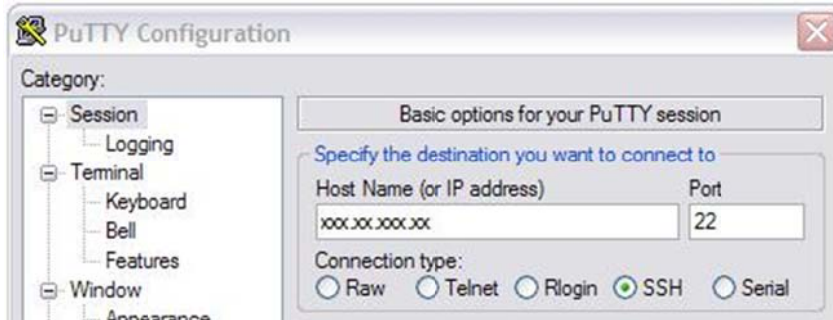 PuTTY Configuration
Category:
Session
Logging
Terminal
Keyboard
Bell
Features
Window
Appearance
Basic options for your PuTTY session
Specify the destination you want to connect to
Host Name (or IP address) Port
xxx.xx.xxx.xx 22
Connection type:
Raw Telnet Rlogin SSH Serial